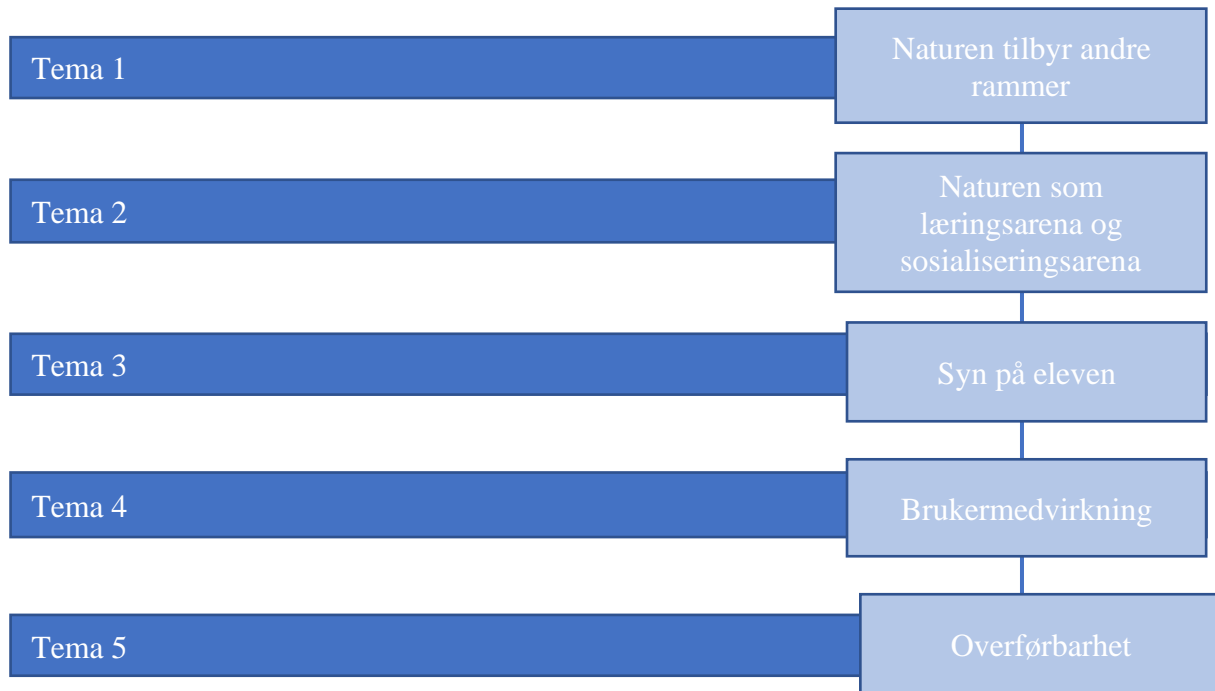 Tema 1
Naturen tilbyr andre
rammer
Tema 2
Naturen som
læringsarena og
sosialiseringsarena
Tema 3
Syn på eleven
Tema 4
Brukermedvirkning
Tema 5
Overførbarhet